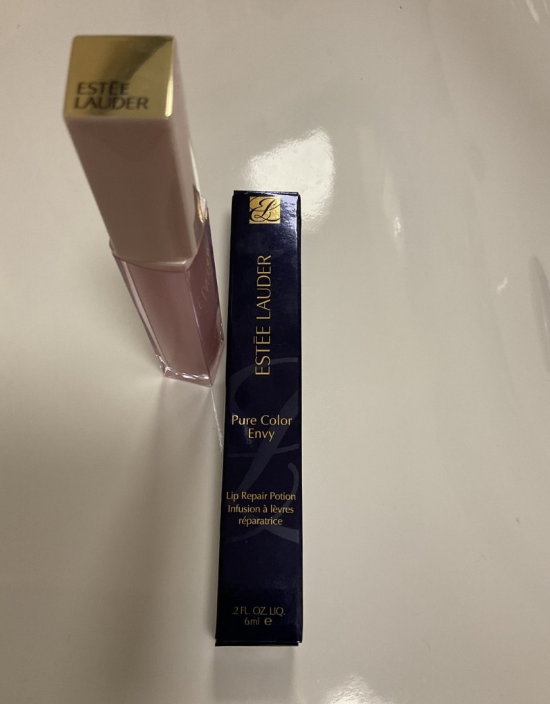 ESTĒE
LAUDER
ESTĒE LAUDER
Pure Color
Envy
Lip Repair Potion
Infusion à lèvres
réparatrice
.2 FL. OZ. LIQ.
6ml ℮